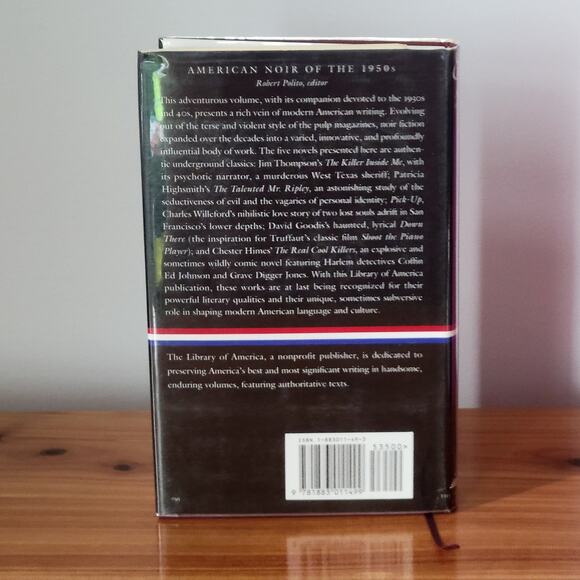 AMERICAN NOIR OF THE 1950s
Robert Polito, editor
This adventurous volume, with its companion devoted to the 1930s
and 40s, presents a rich vein of modern American writing. Evolving
out of the terse and violent style of the pulp magazines, noir fiction
expanded over the decades into a varied, innovative, and profoundly
influential body of work. The five novels presented here are authen-
tic underground classics: Jim Thompson's The Killer Inside Me, with
its psychotic narrator, a murderous West Texas sheriff; Patricia
Highsmith's The Talented Mr. Ripley, an astonishing study of the
seductiveness of evil and the vagaries of personal identity; Pick-Up,
Charles Willeford's nihilistic love story of two lost souls adrift in San
Francisco's lower depths; David Goodis's haunted, lyrical Down
There (the inspiration for Truffaut's classic film Shoot the Piano
Player); and Chester Himes' The Real Cool Killers, an explosive and
sometimes wildly comic novel featuring Harlem detectives Coffin
Ed Johnson and Grave Digger Jones. With this Library of America
publication, these works are at last being recognized for their
powerful literary qualities and their unique, sometimes subversive
role in shaping modern American language and culture.
The Library of America, a nonprofit publisher, is dedicated to
preserving America's best and most significant writing in handsome,
enduring volumes, featuring authoritative texts.
ISBN 1-883011-49-3
53500>
9 781883 011499